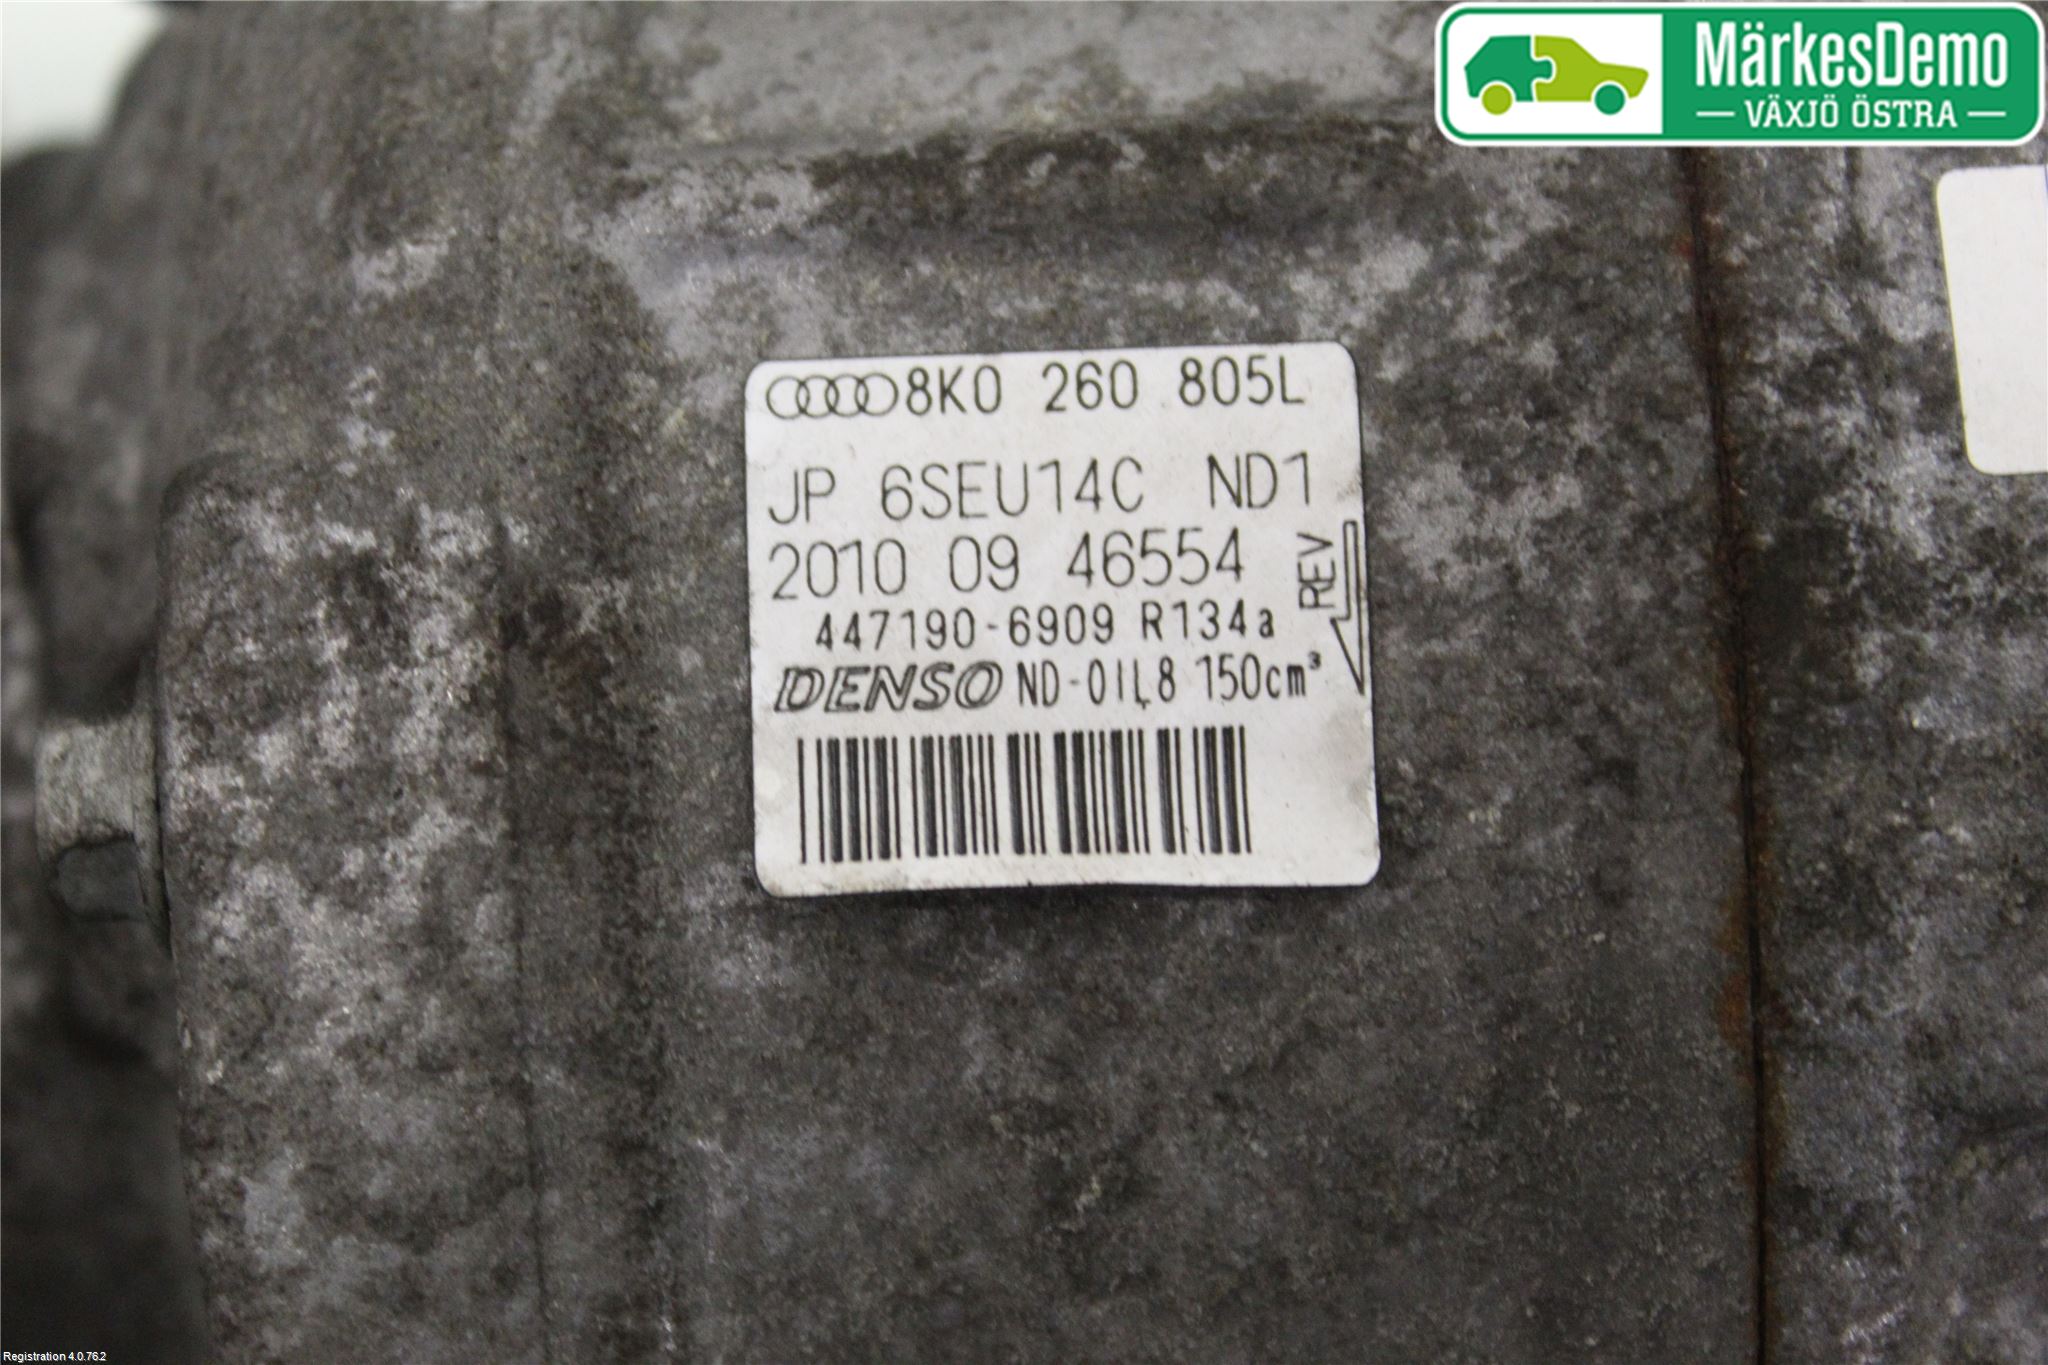 MärkesDemo
VÄXJÖ ÖSTRA
8K0 260 805L
JP 6SEU14C ND1
2010 09 46554
REV
447190-6909 R134a
DENSO ND-OIL8 150cm³
Registration 4.0.76.2